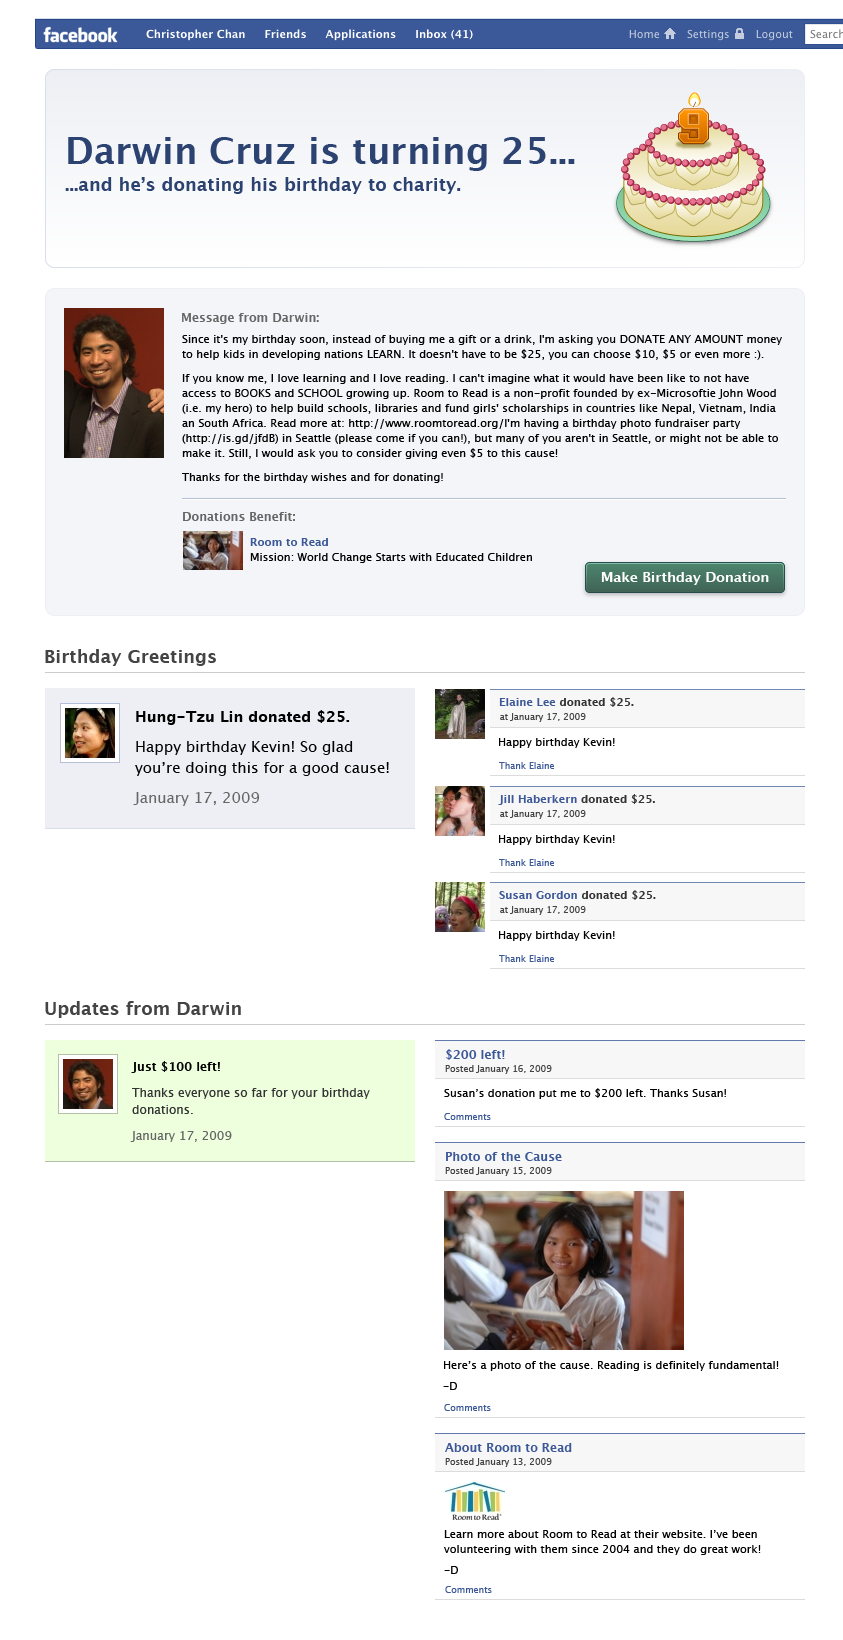 facebook Christopher Chan Friends Applications Inbox (41) Home Settings Logout Search
Darwin Cruz is turning 25...
...and he's donating his birthday to charity.
9
Message from Darwin:
Since it's my birthday soon, instead of buying me a gift or a drink, I'm asking you DONATE ANY AMOUNT money
to help kids in developing nations LEARN. It doesn't have to be $25, you can choose $10, $5 or even more :).
If you know me, I love learning and I love reading. I can't imagine what it would have been like to not have
access to BOOKS and SCHOOL growing up. Room to Read is a non-profit founded by ex-Microsoftie John Wood
(i.e. my hero) to help build schools, libraries and fund girls' scholarships in countries like Nepal, Vietnam, India
an South Africa. Read more at: http://www.roomtoread.org/I'm having a birthday photo fundraiser party
(http://is.gd/jfdB) in Seattle (please come if you can!), but many of you aren't in Seattle, or might not be able to
make it. Still, I would ask you to consider giving even $5 to this cause!
Thanks for the birthday wishes and for donating!
Donations Benefit:
Room to Read
Mission: World Change Starts with Educated Children
Make Birthday Donation
Birthday Greetings
Hung-Tzu Lin donated $25.
Happy birthday Kevin! So glad
you're doing this for a good cause!
January 17, 2009
Elaine Lee donated $25.
at January 17, 2009
Happy birthday Kevin!
Thank Elaine
Jill Haberkern donated $25.
at January 17, 2009
Happy birthday Kevin!
Thank Elaine
Susan Gordon donated $25.
at January 17, 2009
Happy birthday Kevin!
Thank Elaine
Updates from Darwin
Just $100 left!
Thanks everyone so far for your birthday
donations.
January 17, 2009
$200 left!
Posted January 16, 2009
Susan's donation put me to $200 left. Thanks Susan!
Comments
Photo of the Cause
Posted January 15, 2009
Here's a photo of the cause. Reading is definitely fundamental!
-D
Comments
About Room to Read
Posted January 13, 2009
Room to Read
Learn more about Room to Read at their website. I've been
volunteering with them since 2004 and they do great work!
-D
Comments